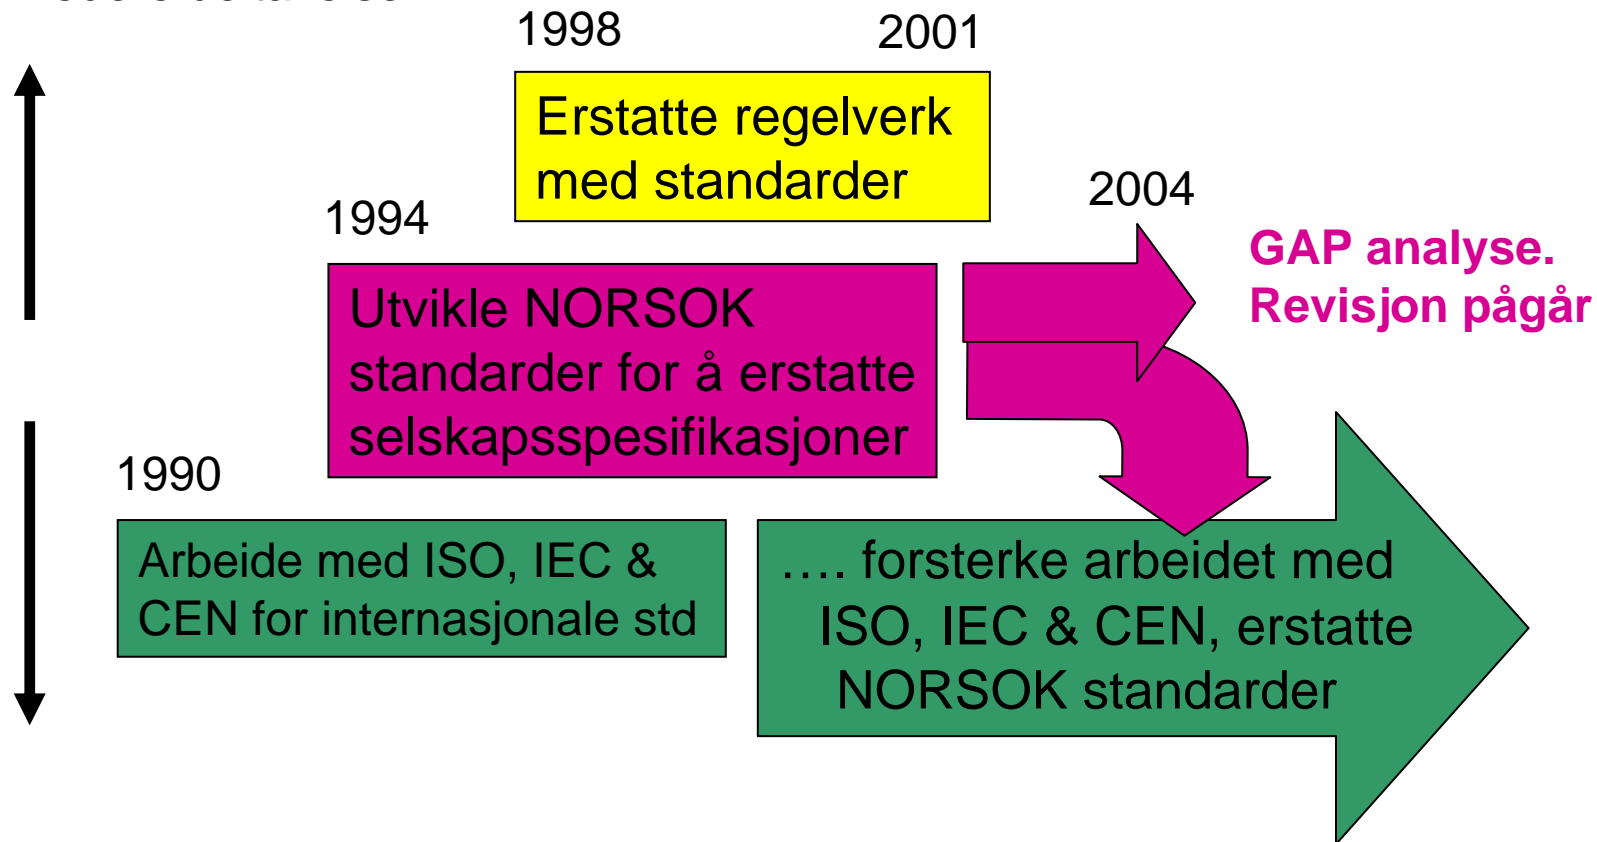 1998
2001
Erstatte regelverk
med standarder
2004
1994
GAP analyse.
Revisjon pågår
Utvikle NORSOK
standarder for å erstatte
selskapsspesifikasjoner
1990
Arbeide med ISO, IEC &
CEN for internasjonale std
…. forsterke arbeidet med
ISO, IEC & CEN, erstatte
NORSOK standarder